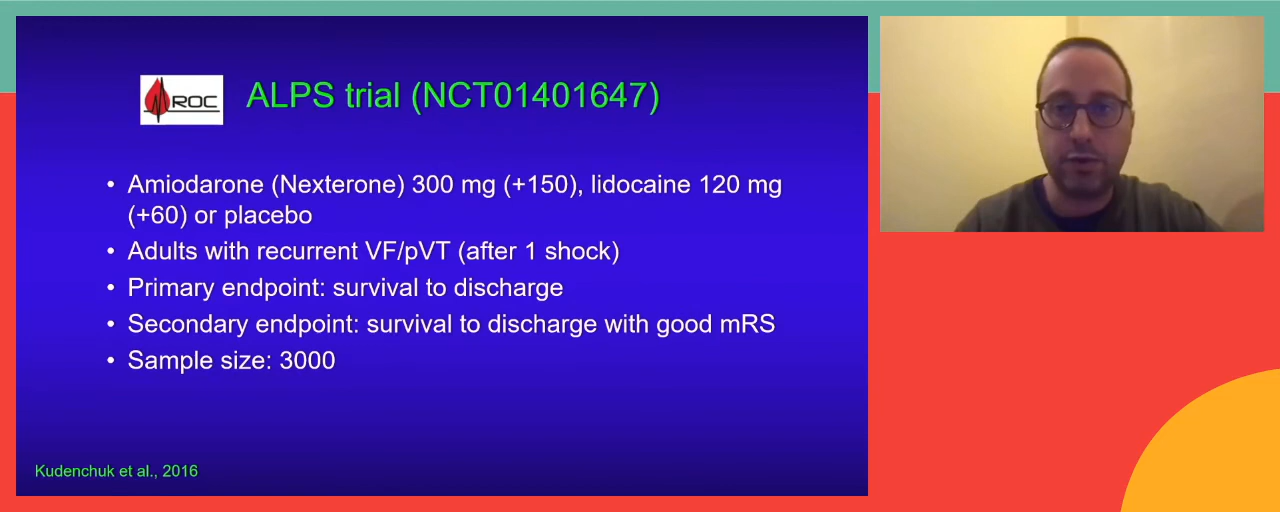 ROC
ALPS trial (NCT01401647)
• Amiodarone (Nexterone) 300 mg (+150), lidocaine 120 mg
(+60) or placebo
• Adults with recurrent VF/pVT (after 1 shock)
• Primary endpoint: survival to discharge
• Secondary endpoint: survival to discharge with good mRS
• Sample size: 3000
Kudenchuk et al., 2016